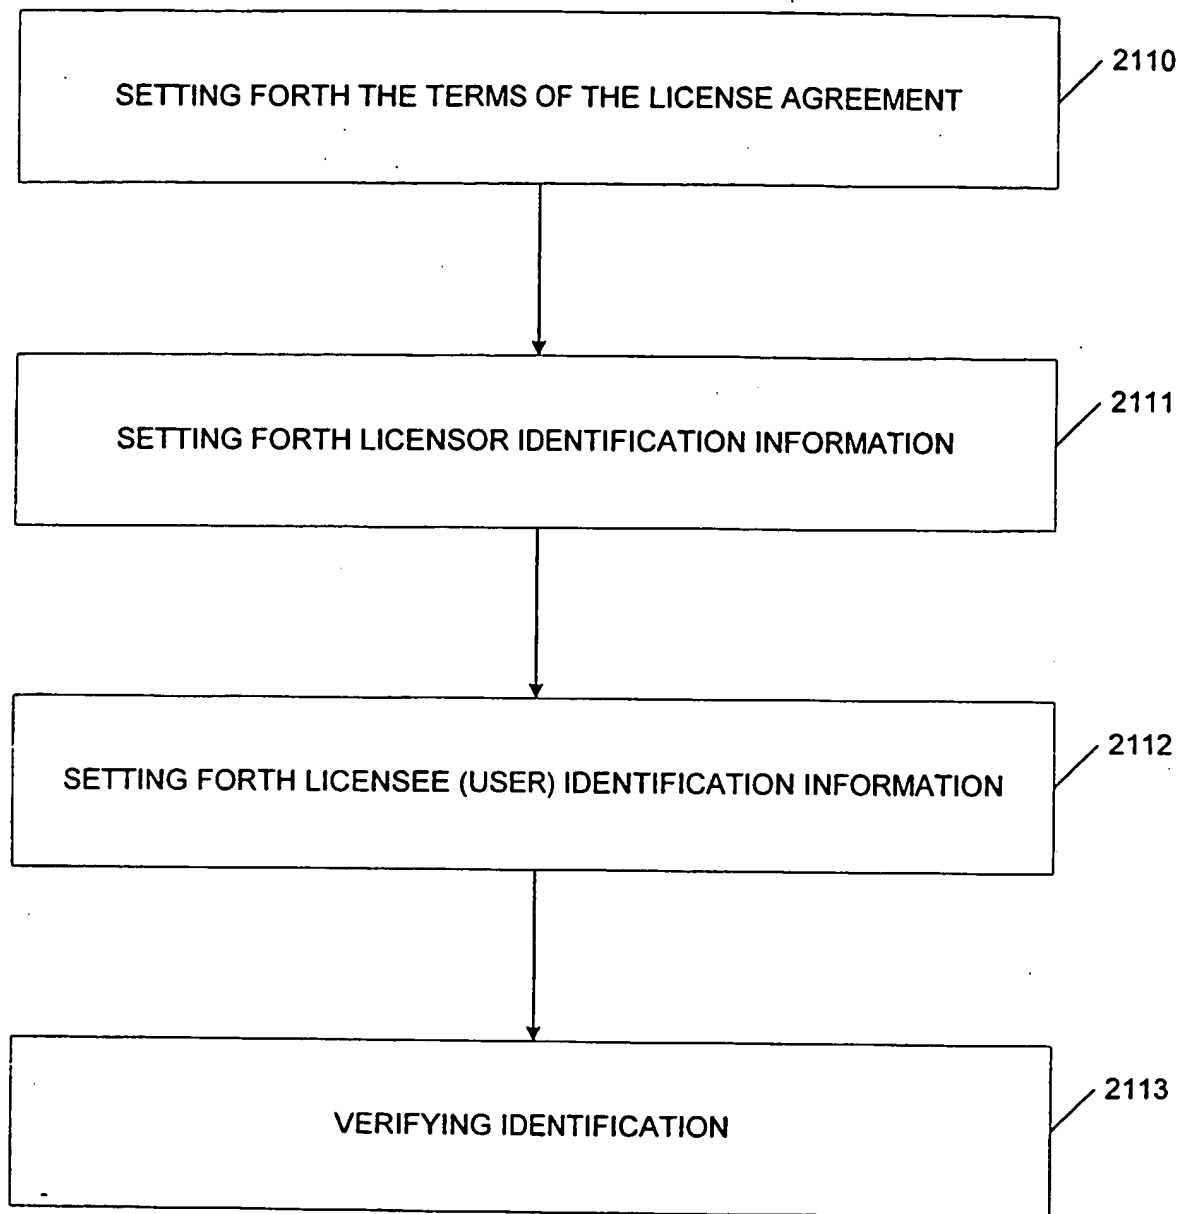 SETTING FORTH THE TERMS OF THE LICENSE AGREEMENT
2110
SETTING FORTH LICENSOR IDENTIFICATION INFORMATION
2111
SETTING FORTH LICENSEE (USER) IDENTIFICATION INFORMATION
2112
VERIFYING IDENTIFICATION
2113